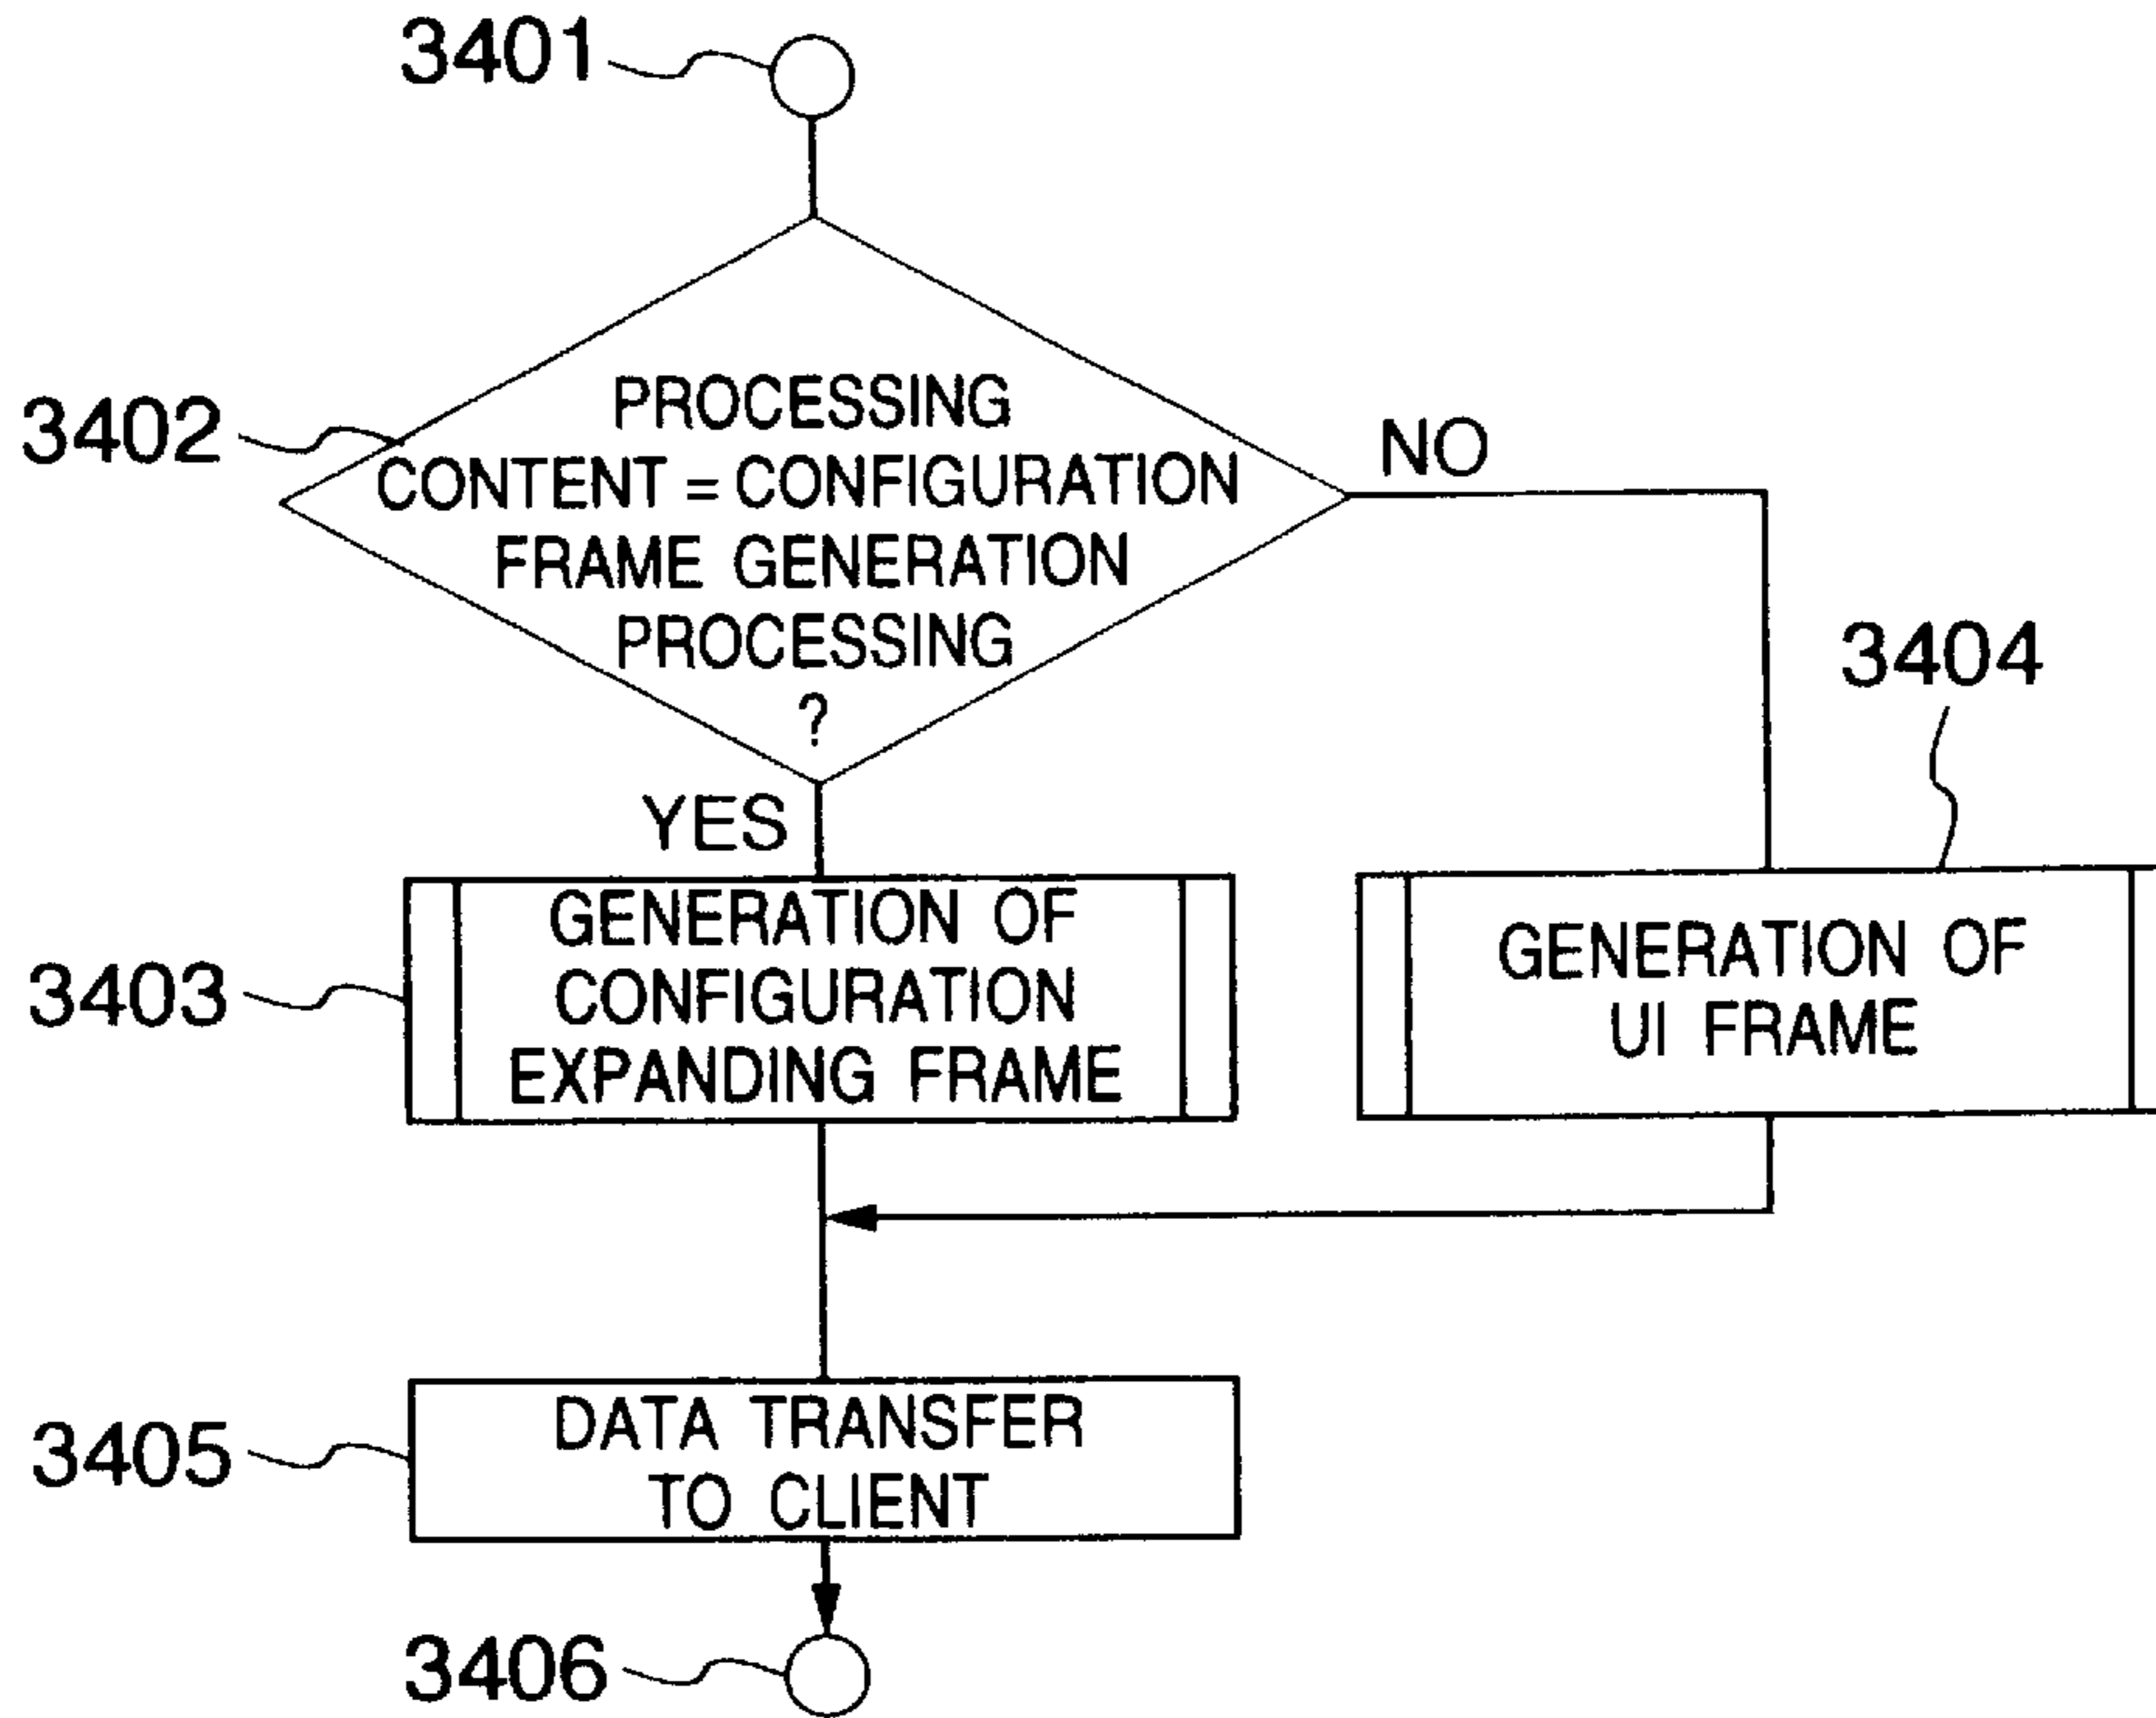 3401
3402
PROCESSING
CONTENT = CONFIGURATION
FRAME GENERATION
PROCESSING
?
NO
YES
3403
GENERATION OF
CONFIGURATION
EXPANDING FRAME
3404
GENERATION OF
UI FRAME
3405
DATA TRANSFER
TO CLIENT
3406